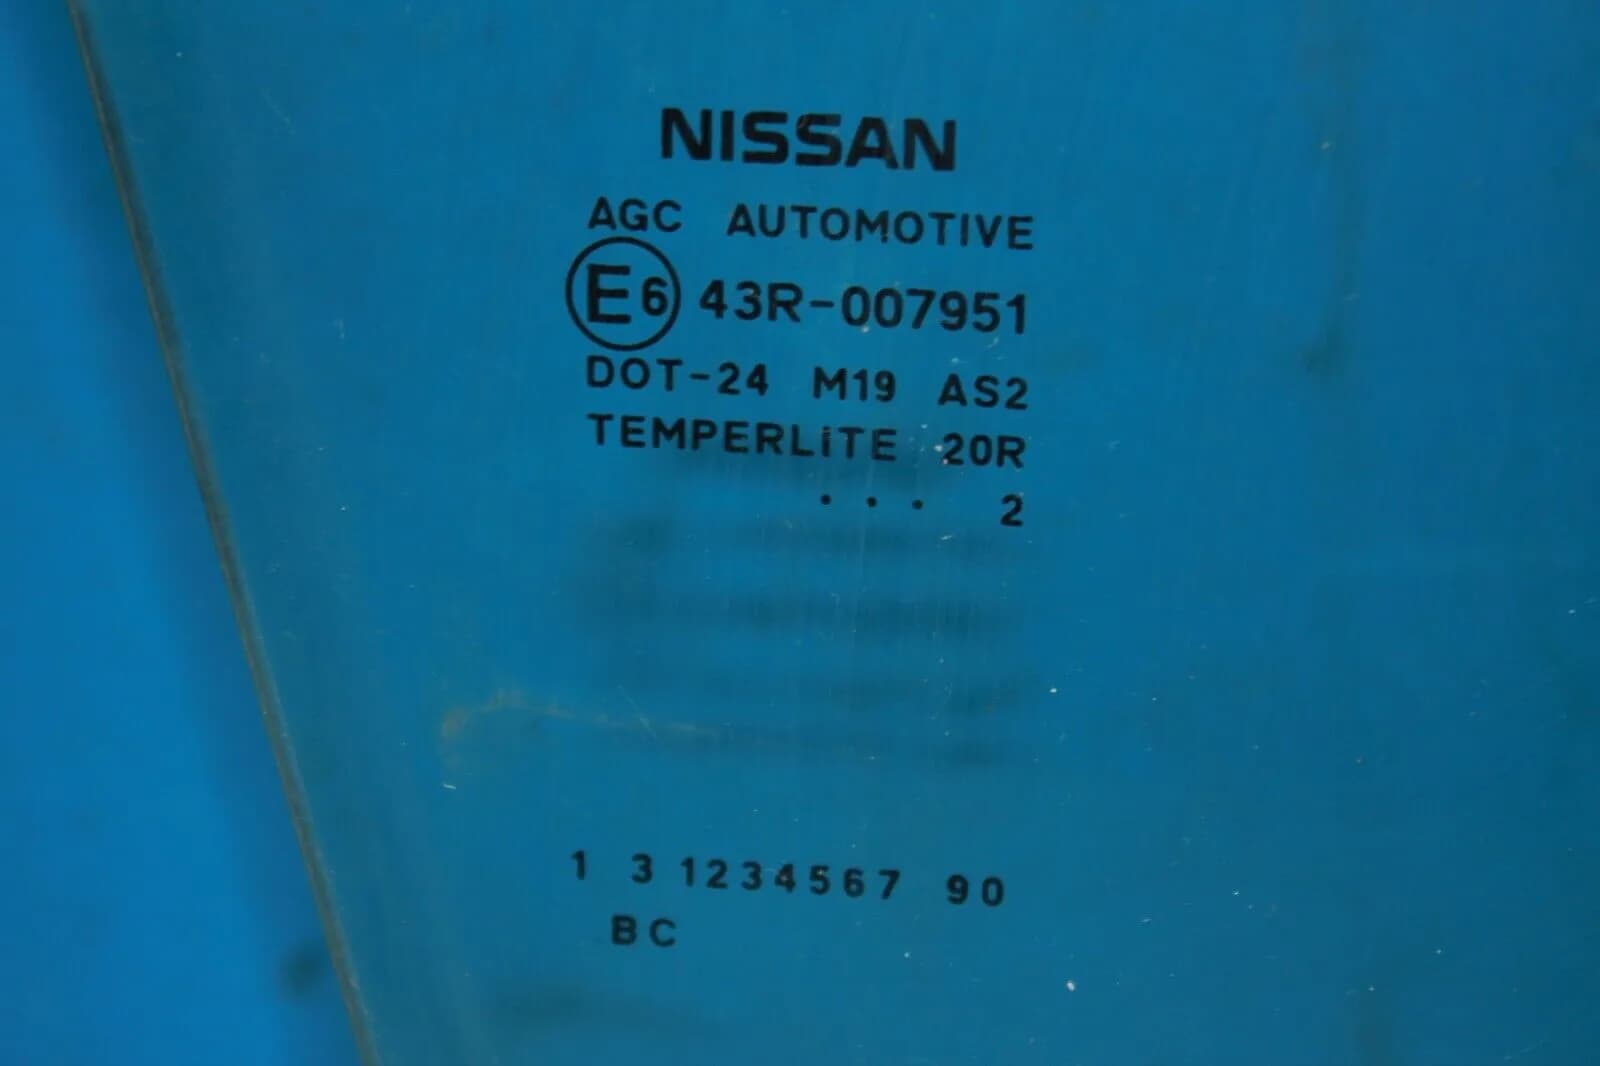 NISSAN
AGC AUTOMOTIVE
E6 43R-007951
DOT-24 M19 AS2
TEMPERLiTE 20R
. . . 2
1 3 1234567 90
BC